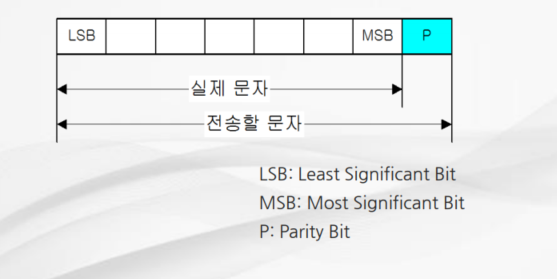 LSB MSB P
실제 문자
전송할 문자
LSB: Least Significant Bit
MSB: Most Significant Bit
P: Parity Bit